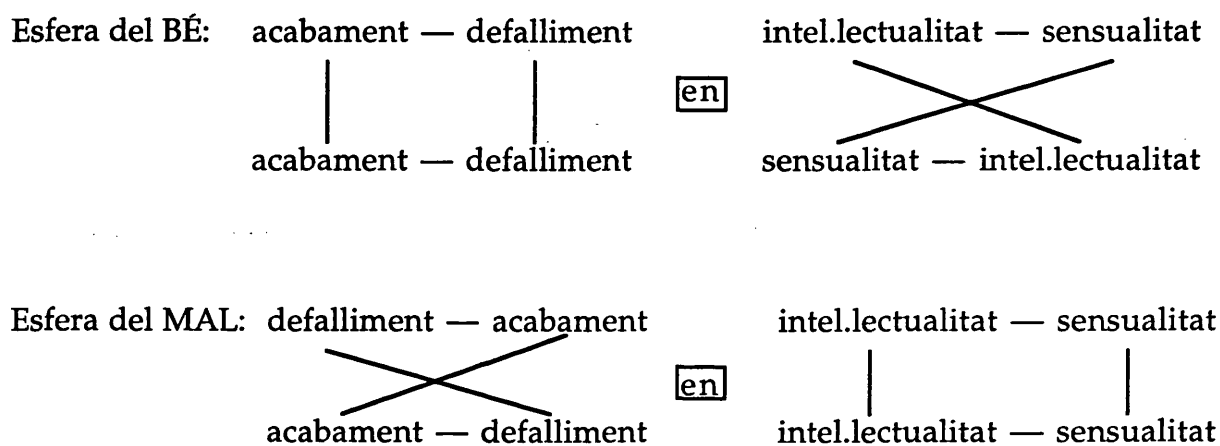 Esfera del BÉ: acabament — defalliment intel.lectualitat — sensualitat
en
acabament — defalliment sensualitat — intel.lectualitat
Esfera del MAL: defalliment — acabament intel.lectualitat — sensualitat
en
acabament — defalliment intel.lectualitat — sensualitat